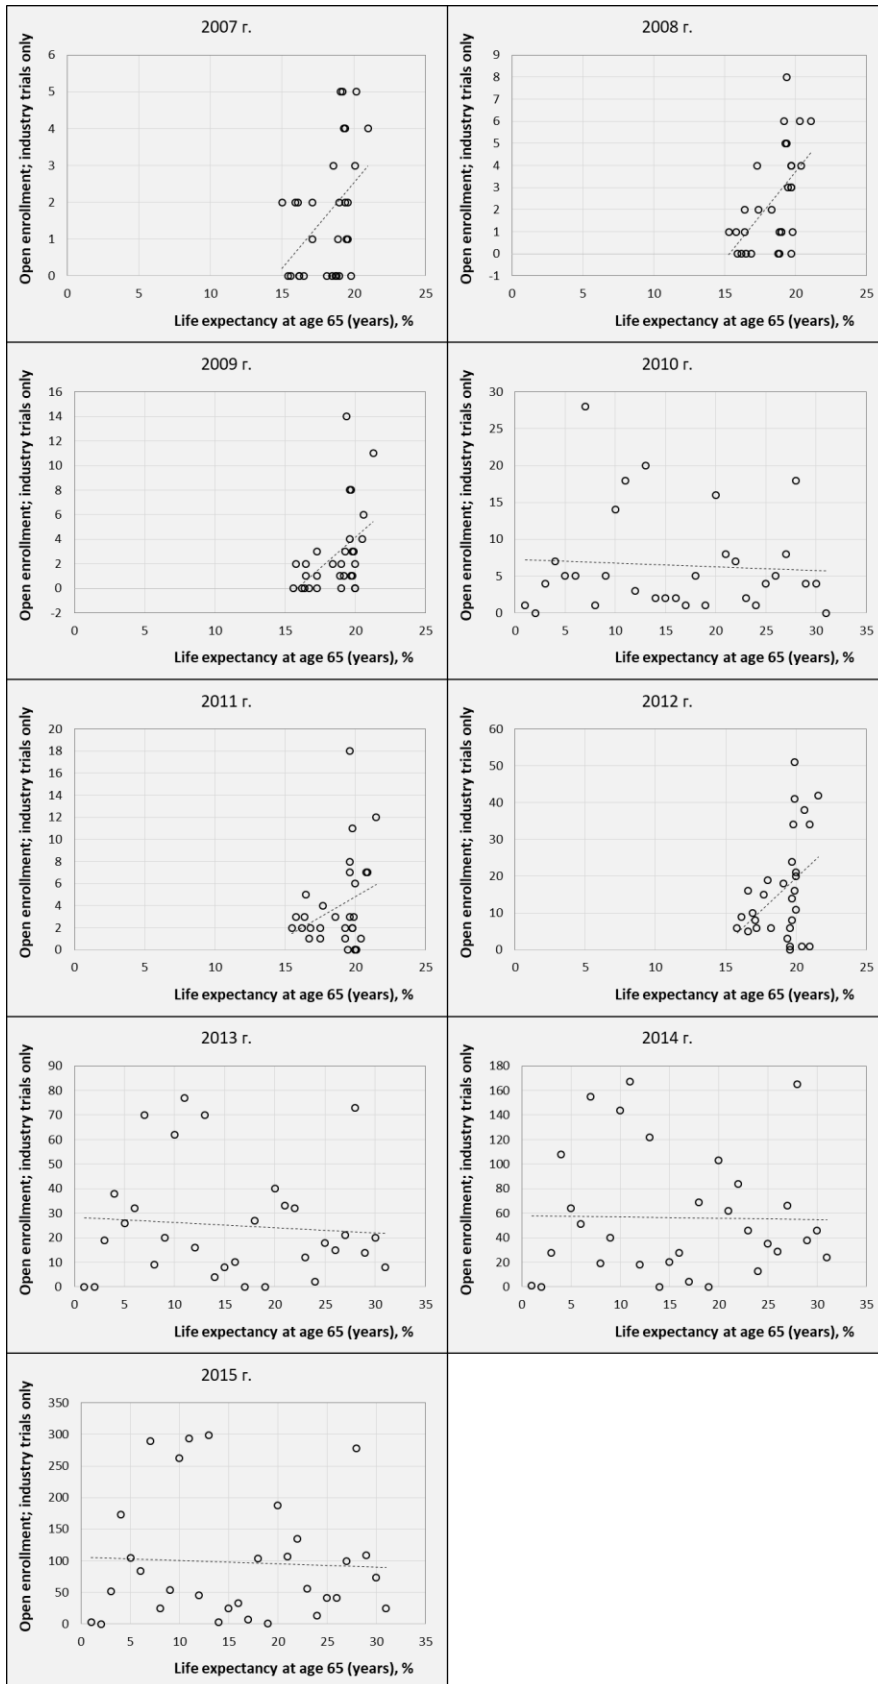 2007 г.
Open enrollment; industry trials only
6
5
4
3
2
1
0
0 5 10 15 20 25
Life expectancy at age 65 (years), %
2008 г.
Open enrollment; industry trials only
9
8
7
6
5
4
3
2
1
0
-1
0 5 10 15 20 25
Life expectancy at age 65 (years), %
2009 г.
Open enrollment; industry trials only
16
14
12
10
8
6
4
2
0
-2
0 5 10 15 20 25
Life expectancy at age 65 (years), %
2010 г.
Open enrollment; industry trials only
30
25
20
15
10
5
0
0 5 10 15 20 25 30 35
Life expectancy at age 65 (years), %
2011 г.
Open enrollment; industry trials only
20
18
16
14
12
10
8
6
4
2
0
0 5 10 15 20 25
Life expectancy at age 65 (years), %
2012 г.
Open enrollment; industry trials only
60
50
40
30
20
10
0
0 5 10 15 20 25
Life expectancy at age 65 (years), %
2013 г.
Open enrollment; industry trials only
90
80
70
60
50
40
30
20
10
0
0 5 10 15 20 25 30 35
Life expectancy at age 65 (years), %
2014 г.
Open enrollment; industry trials only
180
160
140
120
100
80
60
40
20
0
0 5 10 15 20 25 30 35
Life expectancy at age 65 (years), %
2015 г.
Open enrollment; industry trials only
350
300
250
200
150
100
50
0
0 5 10 15 20 25 30 35
Life expectancy at age 65 (years), %